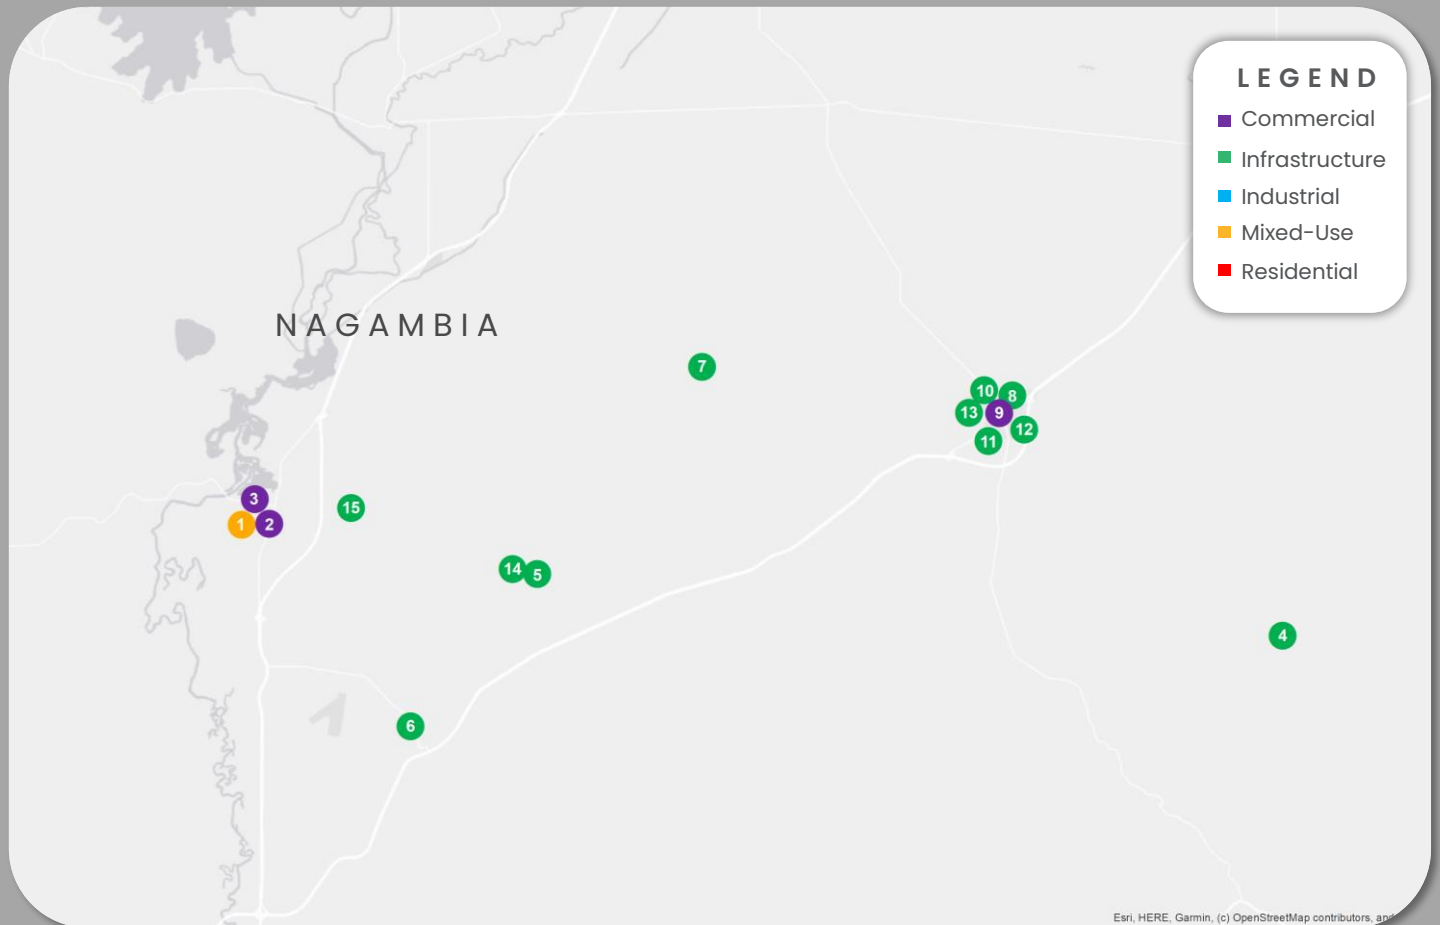 LEGEND
Commercial
Infrastructure
Industrial
Mixed-Use
Residential
NAGAMBIA
7
10
8
13
9
12
11
3
1
2
15
14
5
4
6
Esri, HERE, Garmin, (c) OpenStreetMap contributors, and